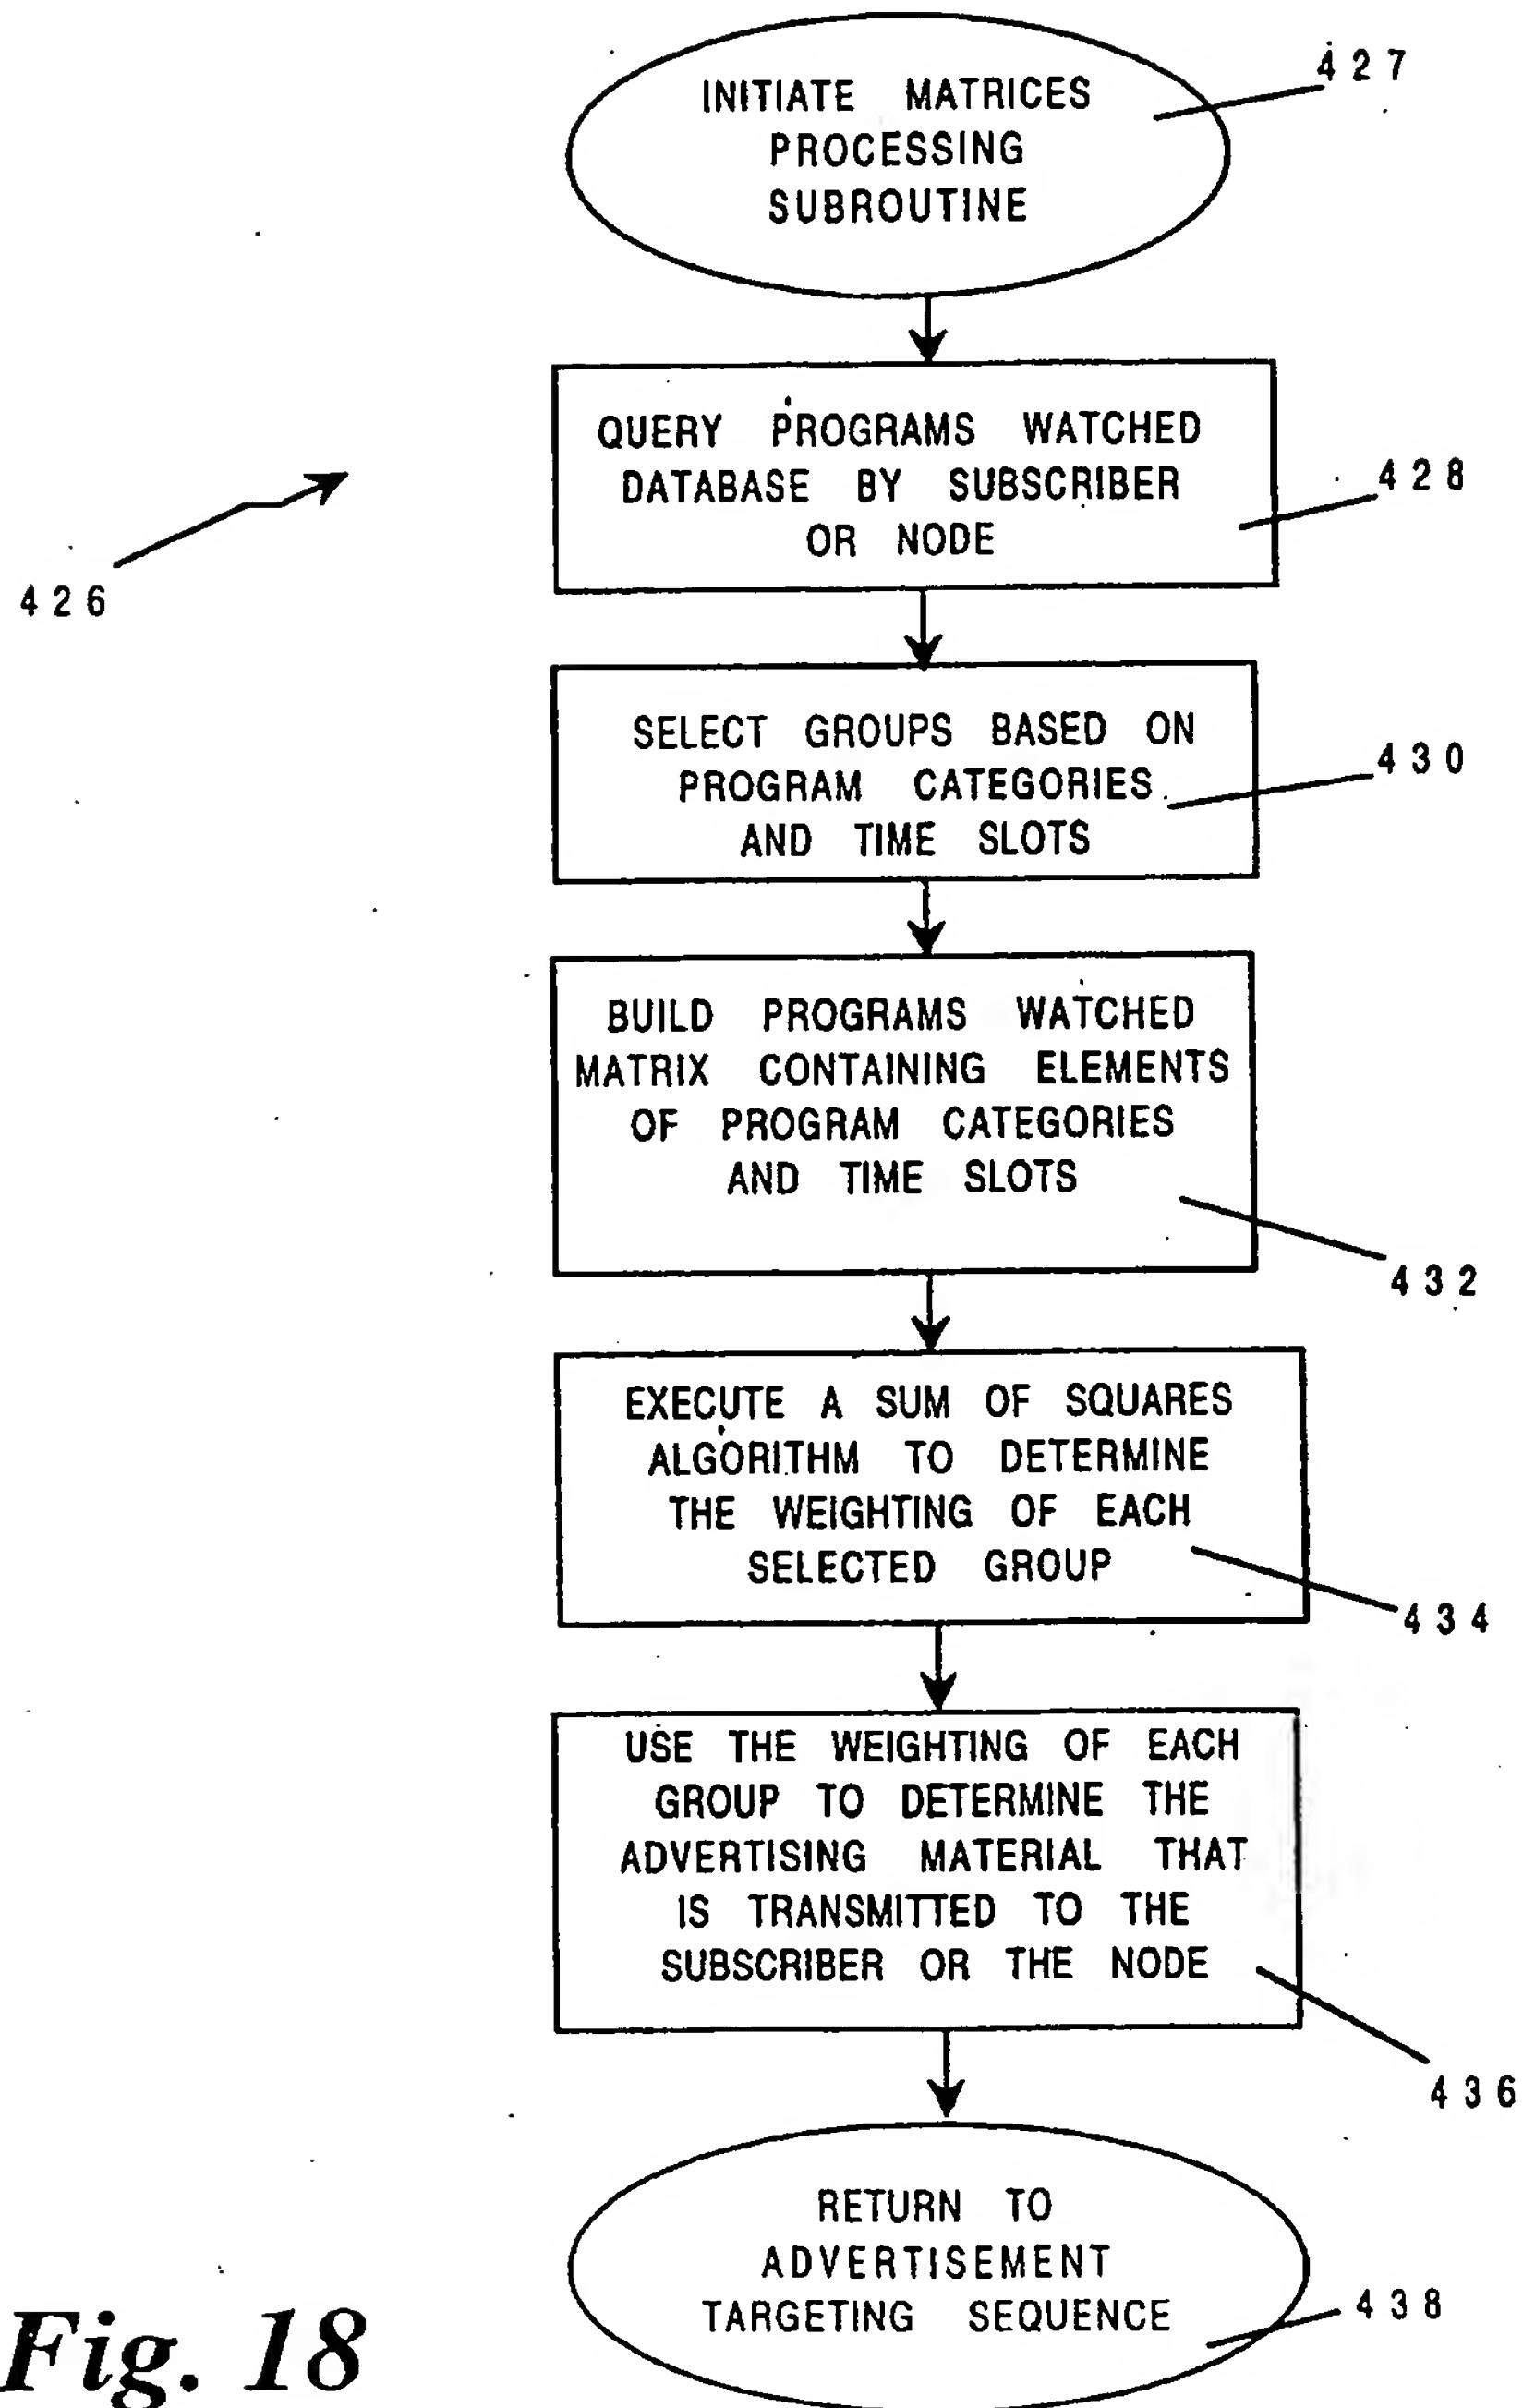 INITIATE MATRICES
PROCESSING
SUBROUTINE
427
QUERY PROGRAMS WATCHED
DATABASE BY SUBSCRIBER
OR NODE
428
426
SELECT GROUPS BASED ON
PROGRAM CATEGORIES
AND TIME SLOTS
430
BUILD PROGRAMS WATCHED
MATRIX CONTAINING ELEMENTS
OF PROGRAM CATEGORIES
AND TIME SLOTS
432
EXECUTE A SUM OF SQUARES
ALGORITHM TO DETERMINE
THE WEIGHTING OF EACH
SELECTED GROUP
434
USE THE WEIGHTING OF EACH
GROUP TO DETERMINE THE
ADVERTISING MATERIAL THAT
IS TRANSMITTED TO THE
SUBSCRIBER OR THE NODE
436
RETURN TO
ADVERTISEMENT
TARGETING SEQUENCE
438
Fig. 18